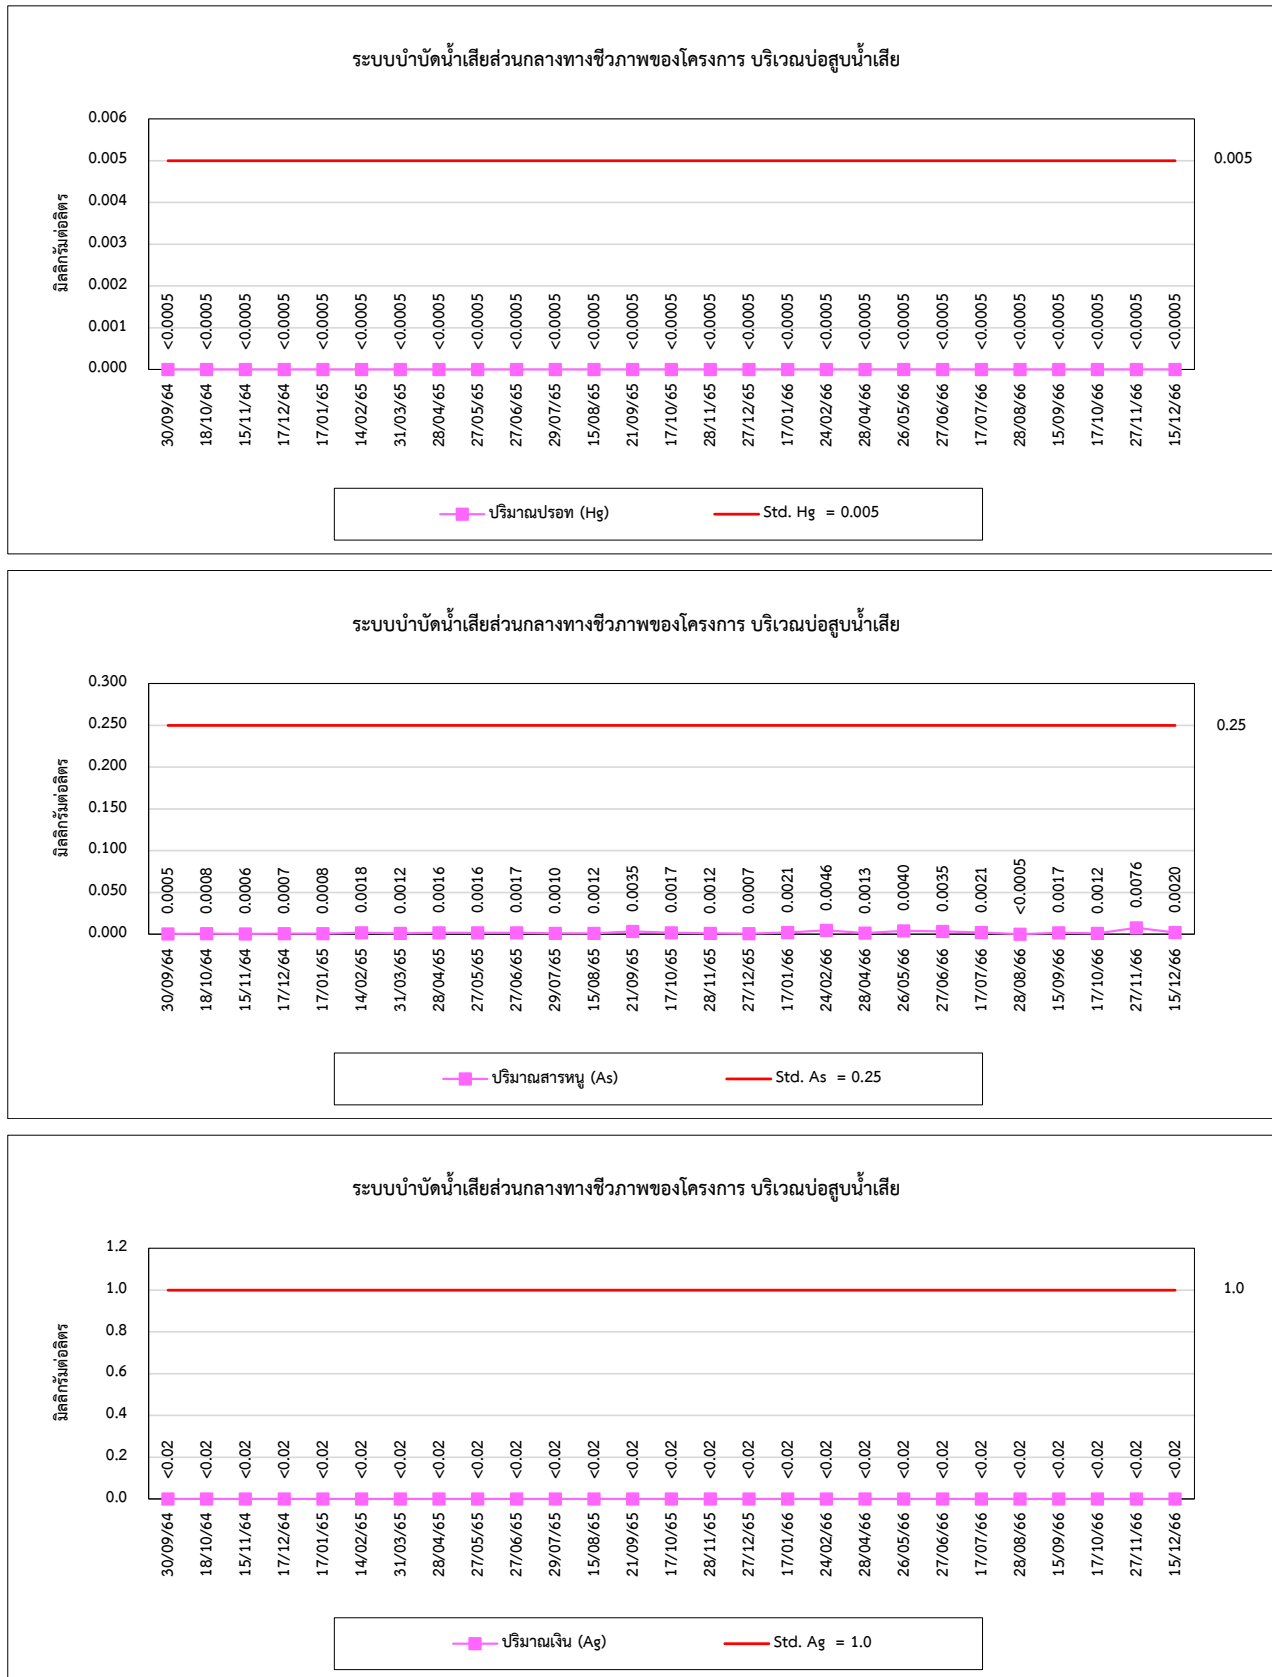 ระบบบำบัดน้ำเสียส่วนกลางทางชีวภาพของโครงการ บริเวณบ่อสูบน้ำเสีย
มิลลิกรัมต่อลิตร
0.006
0.005
0.004
0.003
0.002
0.001
0.000
0.005
<0.0005 <0.0005 <0.0005 <0.0005 <0.0005 <0.0005 <0.0005 <0.0005 <0.0005 <0.0005 <0.0005 <0.0005 <0.0005 <0.0005 <0.0005 <0.0005 <0.0005 <0.0005 <0.0005 <0.0005 <0.0005 <0.0005 <0.0005 <0.0005 <0.0005 <0.0005 <0.0005
30/09/64 18/10/64 15/11/64 17/12/64 17/01/65 14/02/65 31/03/65 28/04/65 27/05/65 27/06/65 29/07/65 15/08/65 21/09/65 17/10/65 28/11/65 27/12/65 17/01/66 24/02/66 28/04/66 26/05/66 27/06/66 17/07/66 28/08/66 15/09/66 17/10/66 27/11/66 15/12/66
ปริมาณปรอท (Hg) Std. Hg = 0.005
ระบบบำบัดน้ำเสียส่วนกลางทางชีวภาพของโครงการ บริเวณบ่อสูบน้ำเสีย
มิลลิกรัมต่อลิตร
0.300
0.250
0.200
0.150
0.100
0.050
0.000
0.25
0.0005 0.0008 0.0006 0.0007 0.0008 0.0018 0.0012 0.0016 0.0016 0.0017 0.0010 0.0012 0.0035 0.0017 0.0012 0.0007 0.0021 0.0046 0.0013 0.0040 0.0035 0.0021 <0.0005 0.0017 0.0012 0.0076 0.0020
30/09/64 18/10/64 15/11/64 17/12/64 17/01/65 14/02/65 31/03/65 28/04/65 27/05/65 27/06/65 29/07/65 15/08/65 21/09/65 17/10/65 28/11/65 27/12/65 17/01/66 24/02/66 28/04/66 26/05/66 27/06/66 17/07/66 28/08/66 15/09/66 17/10/66 27/11/66 15/12/66
ปริมาณสารหนู (As) Std. As = 0.25
ระบบบำบัดน้ำเสียส่วนกลางทางชีวภาพของโครงการ บริเวณบ่อสูบน้ำเสีย
มิลลิกรัมต่อลิตร
1.2
1.0
0.8
0.6
0.4
0.2
0.0
1.0
<0.02 <0.02 <0.02 <0.02 <0.02 <0.02 <0.02 <0.02 <0.02 <0.02 <0.02 <0.02 <0.02 <0.02 <0.02 <0.02 <0.02 <0.02 <0.02 <0.02 <0.02 <0.02 <0.02 <0.02 <0.02 <0.02 <0.02
30/09/64 18/10/64 15/11/64 17/12/64 17/01/65 14/02/65 31/03/65 28/04/65 27/05/65 27/06/65 29/07/65 15/08/65 21/09/65 17/10/65 28/11/65 27/12/65 17/01/66 24/02/66 28/04/66 26/05/66 27/06/66 17/07/66 28/08/66 15/09/66 17/10/66 27/11/66 15/12/66
ปริมาณเงิน (Ag) Std. Ag = 1.0